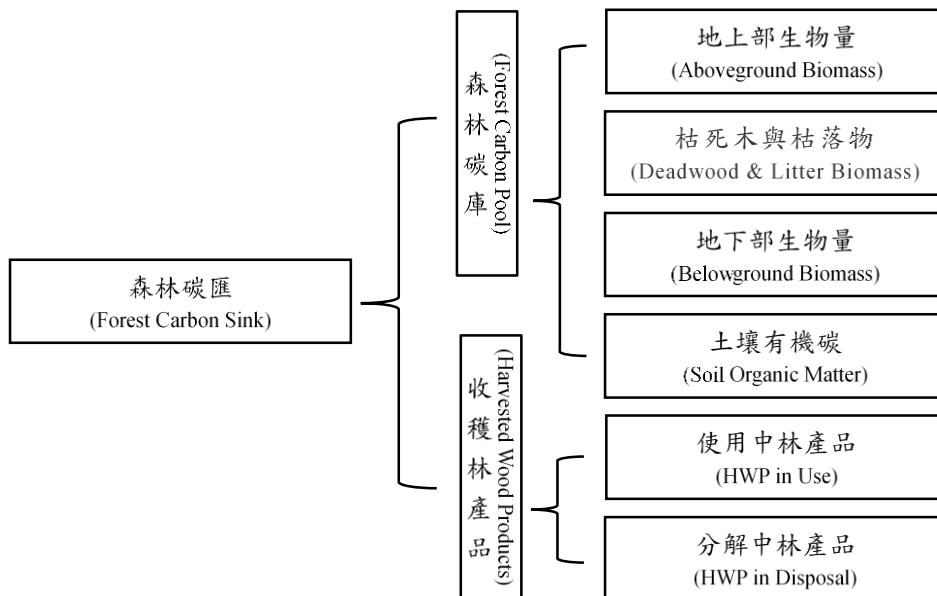 森林碳匯
(Forest Carbon Sink)
森林碳庫
(Forest Carbon Pool)
地上部生物量
(Aboveground Biomass)
枯死木與枯落物
(Deadwood & Litter Biomass)
地下部生物量
(Belowground Biomass)
土壤有機碳
(Soil Organic Matter)
收穫林產品
(Harvested Wood Products)
使用中林產品
(HWP in Use)
分解中林產品
(HWP in Disposal)